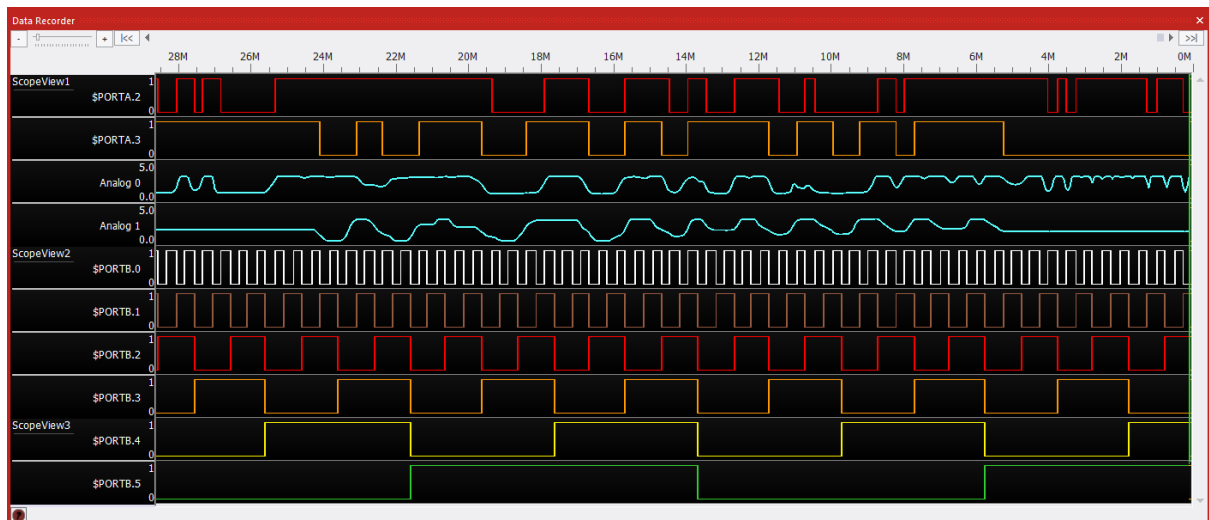 Data Recorder
- + |<<  >>|
28M 26M 24M 22M 20M 18M 16M 14M 12M 10M 8M 6M 4M 2M 0M
ScopeView1 1
$PORTA.2
0
1
$PORTA.3
0
5.0
Analog 0
0.0
5.0
Analog 1
0.0
ScopeView2 1
$PORTB.0
0
1
$PORTB.1
0
1
$PORTB.2
0
1
$PORTB.3
0
ScopeView3 1
$PORTB.4
0
1
$PORTB.5
0
?